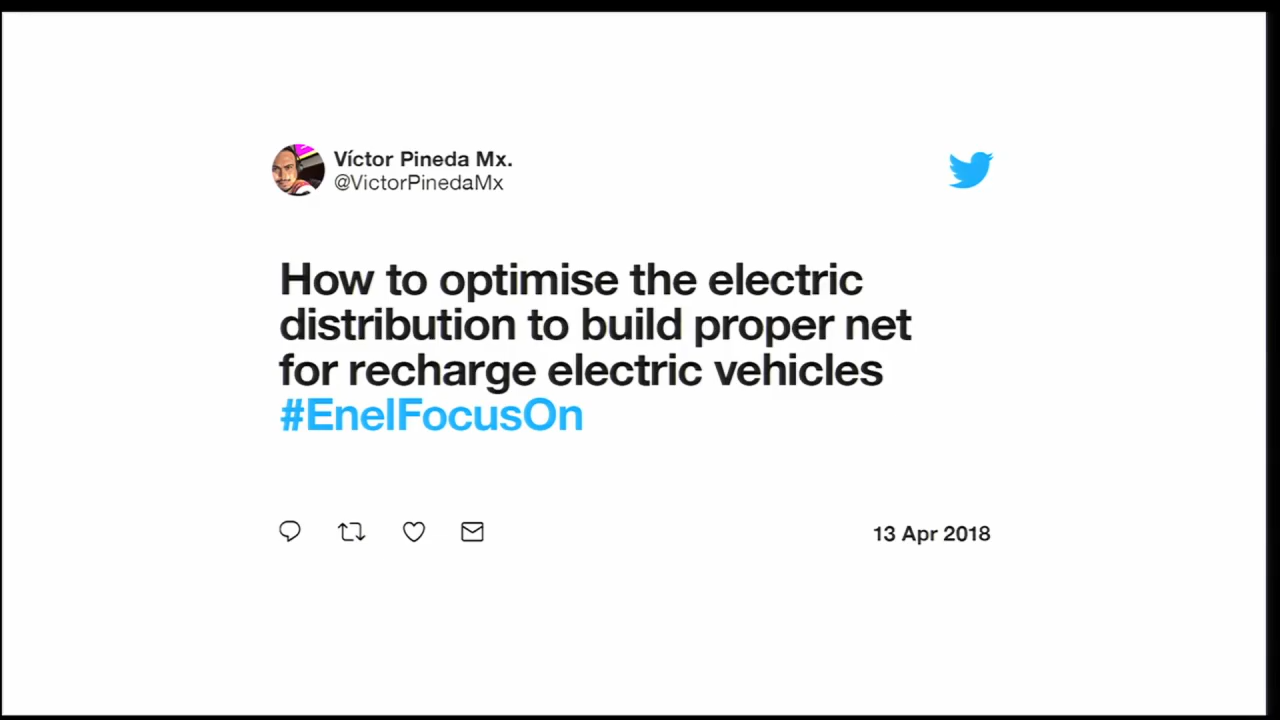 Víctor Pineda Mx.
@VictorPinedaMx
How to optimise the electric
distribution to build proper net
for recharge electric vehicles
#EnelFocusOn
13 Apr 2018